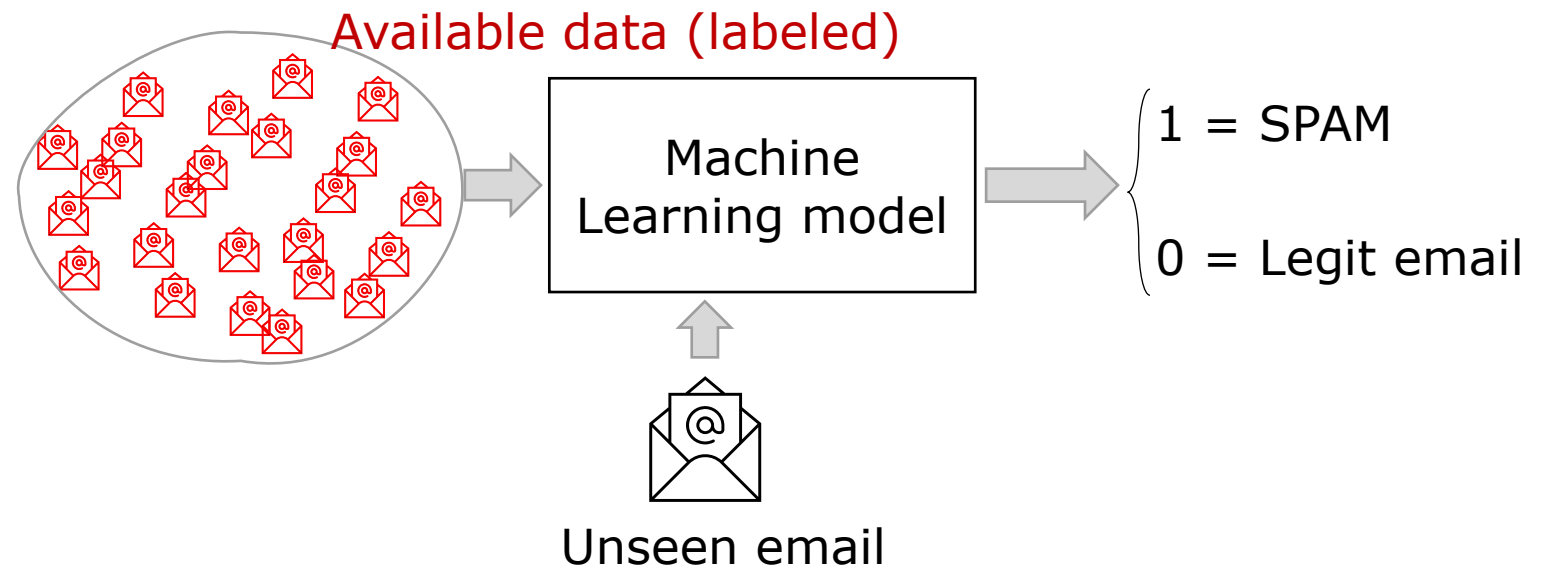 Available data (labeled)
Machine
Learning model
1 = SPAM
0 = Legit email
Unseen email